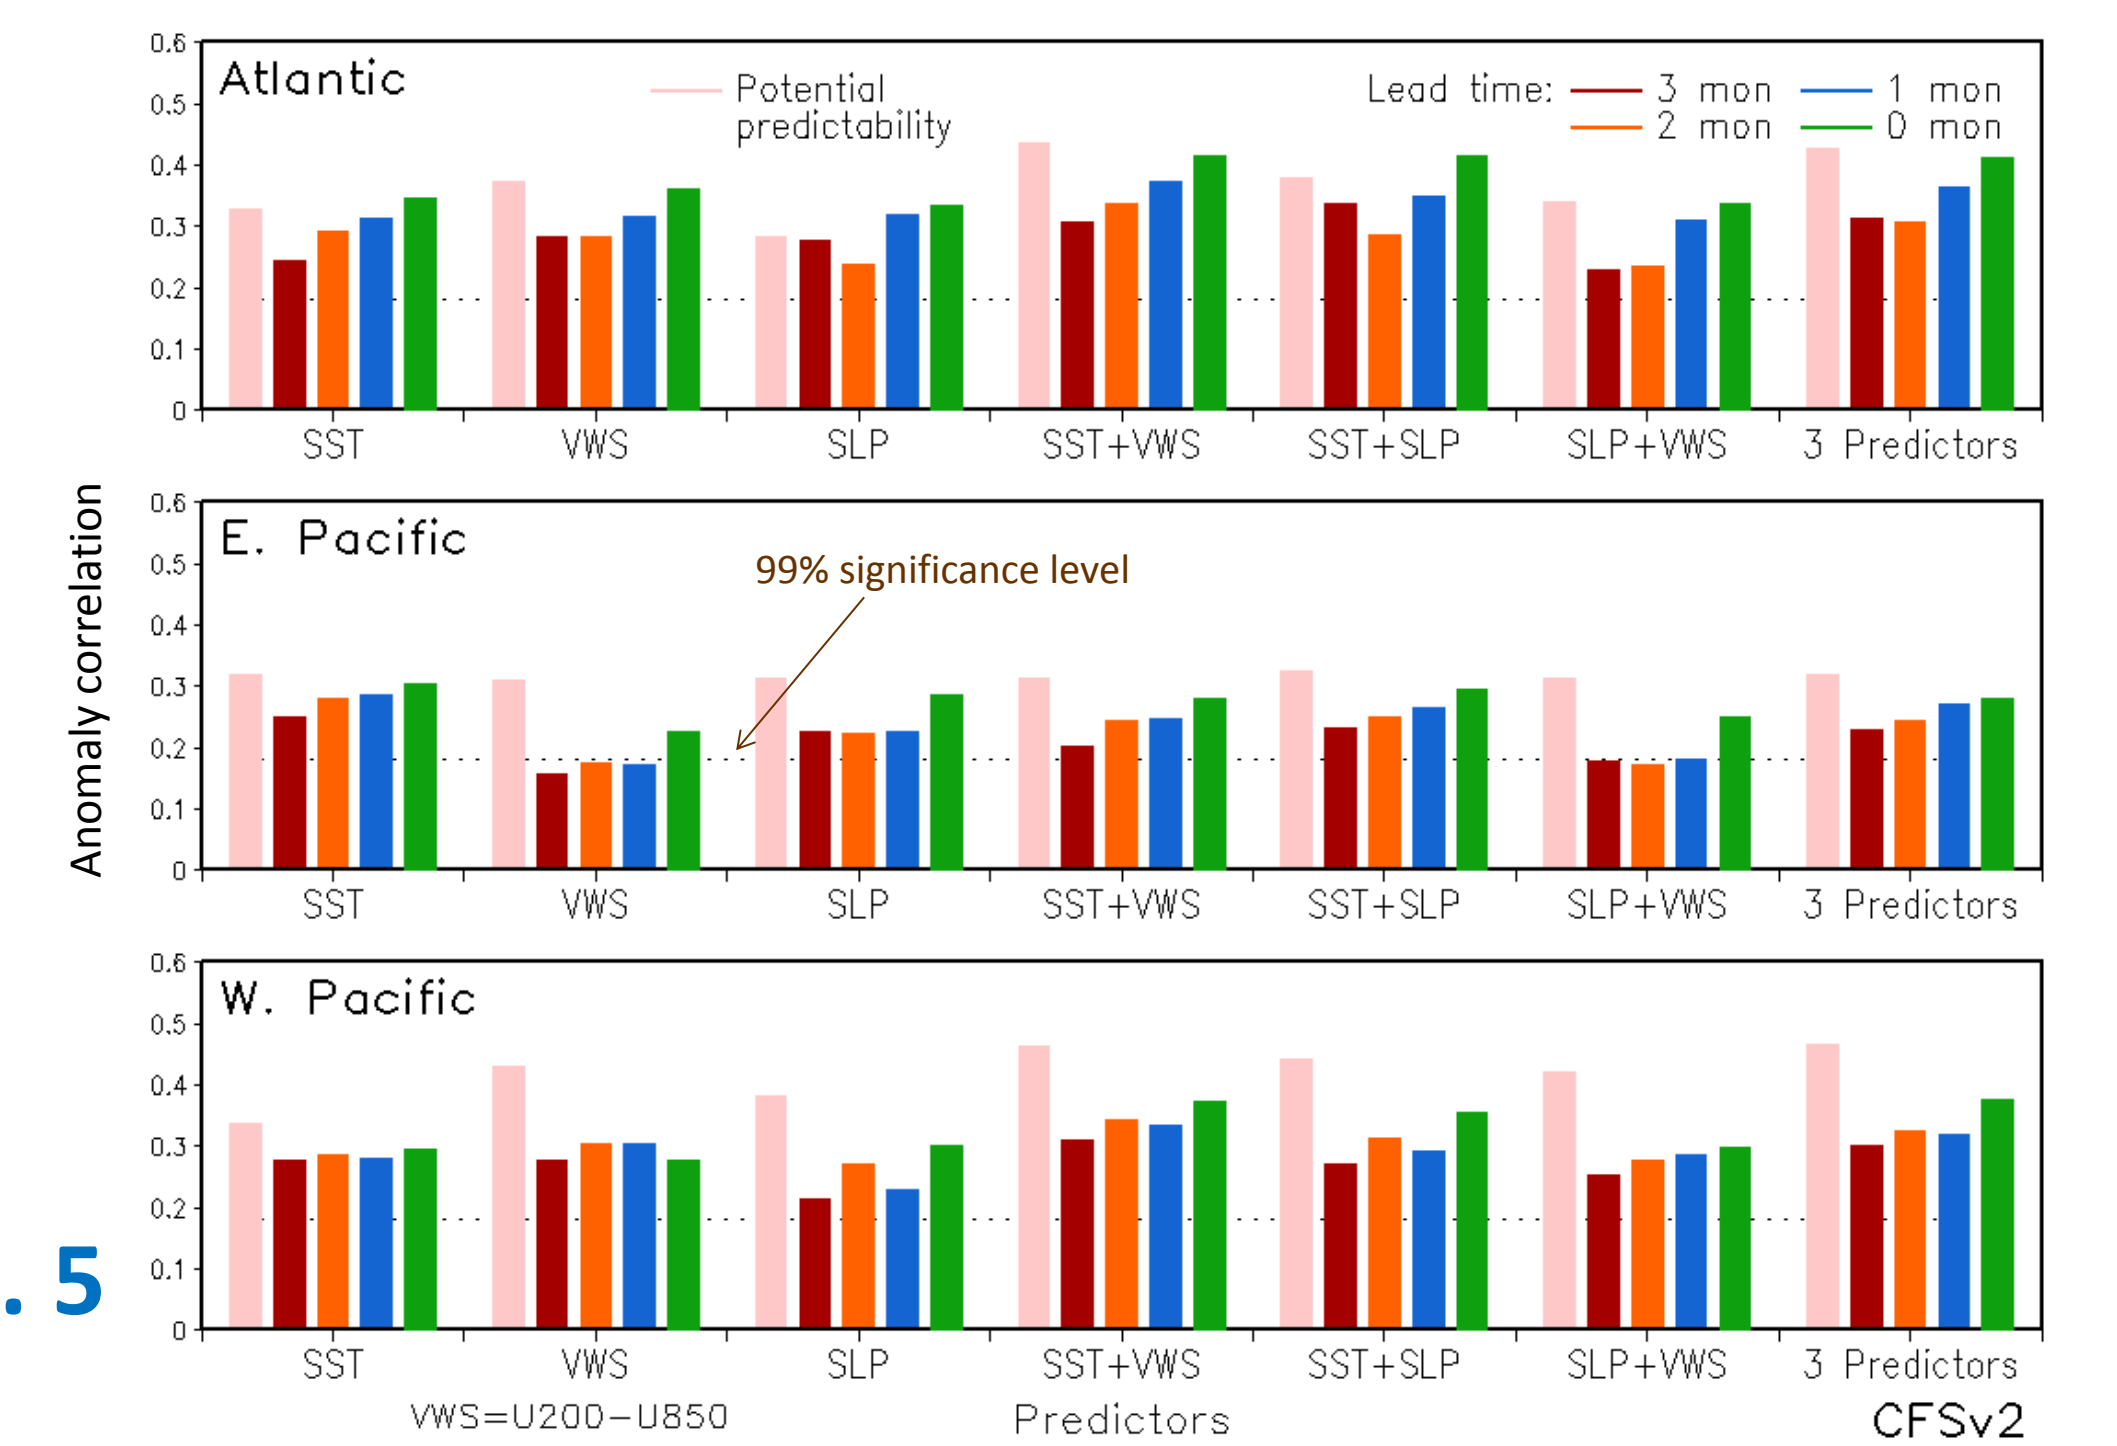 Atlantic
Potential
predictability
Lead time: 3 mon 1 mon
2 mon 0 mon
0.6
0.5
0.4
0.3
0.2
0.1
0
SST VWS SLP SST+VWS SST+SLP SLP+VWS 3 Predictors
Anomaly correlation
E. Pacific
99% significance level
0.6
0.5
0.4
0.3
0.2
0.1
0
SST VWS SLP SST+VWS SST+SLP SLP+VWS 3 Predictors
W. Pacific
0.6
0.5
0.4
0.3
0.2
0.1
0
. 5
SST VWS SLP SST+VWS SST+SLP SLP+VWS 3 Predictors
VWS=U200-U850 Predictors CFSv2